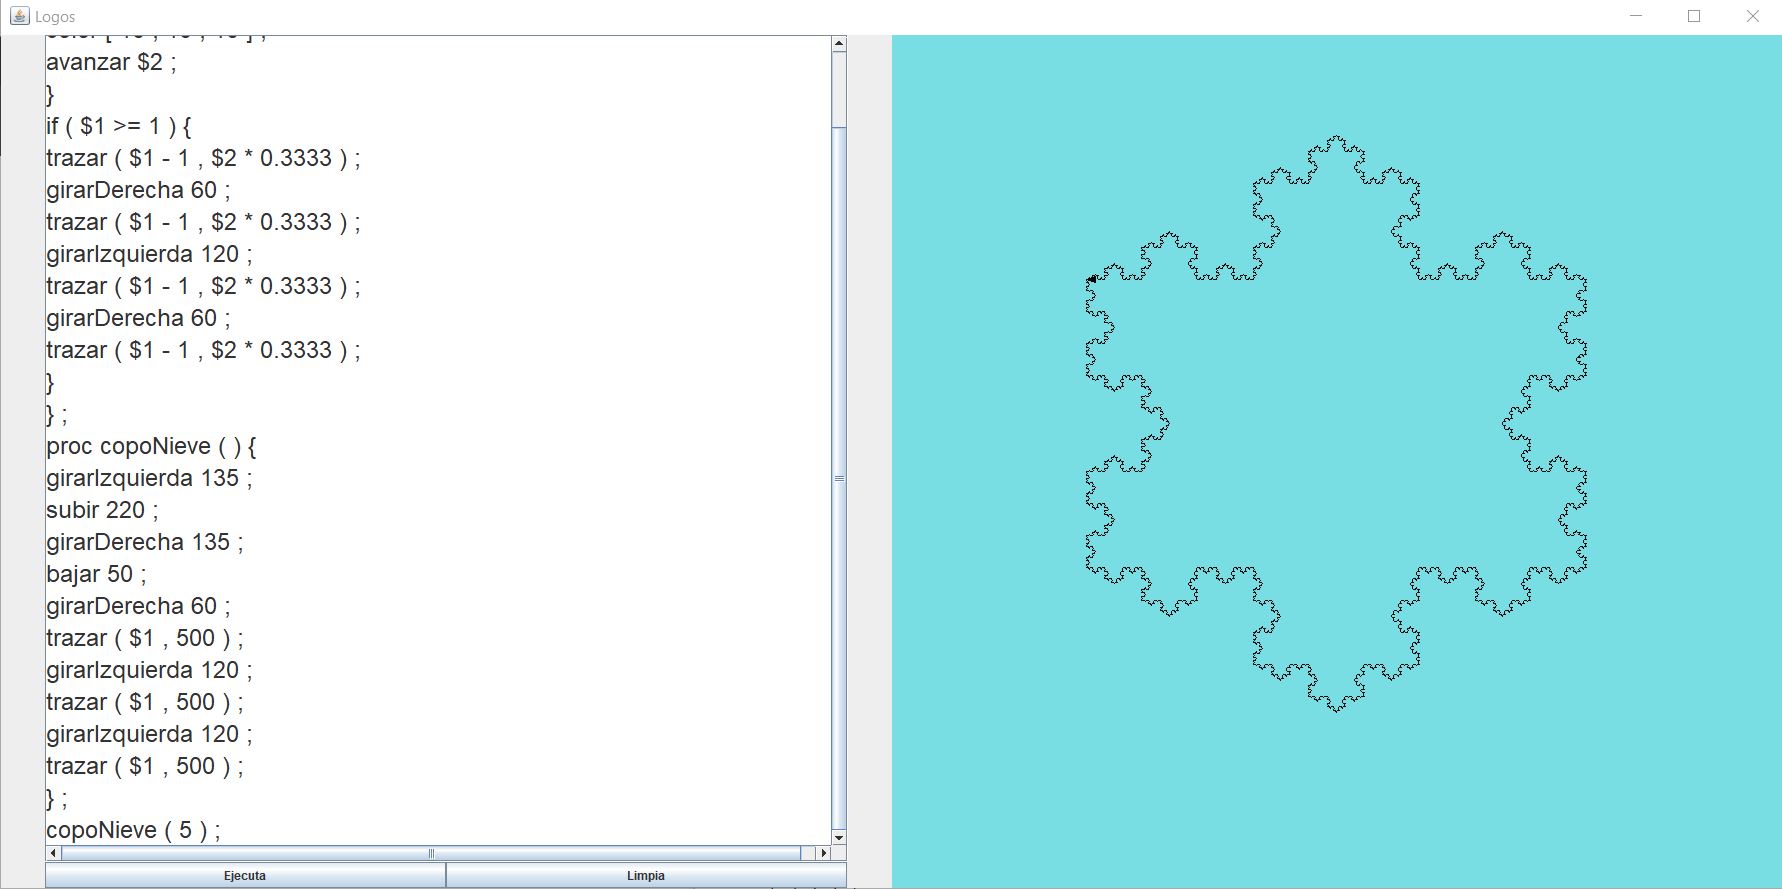 Logos
avanzar $2 ;
}
if ( $1 >= 1 ) {
trazar ( $1 - 1 , $2 * 0.3333 ) ;
girarDerecha 60 ;
trazar ( $1 - 1 , $2 * 0.3333 ) ;
girarIzquierda 120 ;
trazar ( $1 - 1 , $2 * 0.3333 ) ;
girarDerecha 60 ;
trazar ( $1 - 1 , $2 * 0.3333 ) ;
}
} ;
proc copoNieve ( ) {
girarIzquierda 135 ;
subir 220 ;
girarDerecha 135 ;
bajar 50 ;
girarDerecha 60 ;
trazar ( $1 , 500 ) ;
girarIzquierda 120 ;
trazar ( $1 , 500 ) ;
girarIzquierda 120 ;
trazar ( $1 , 500 ) ;
} ;
copoNieve ( 5 ) ;
Ejecuta
Limpia